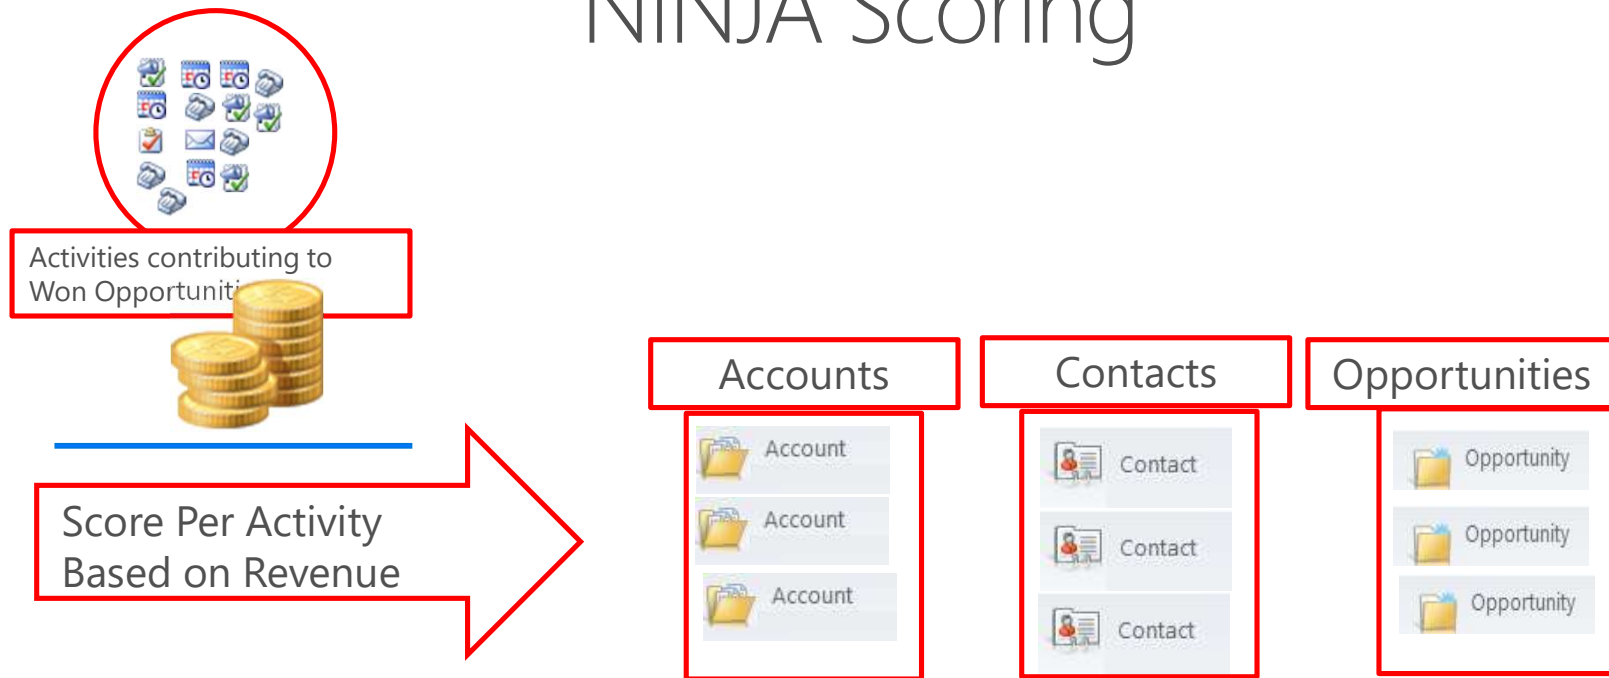 NINJA Scoring
Activities contributing to
Won Opportuniti
Score Per Activity
Based on Revenue
Accounts
Account
Account
Account
Contacts
Contact
Contact
Contact
Opportunities
Opportunity
Opportunity
Opportunity